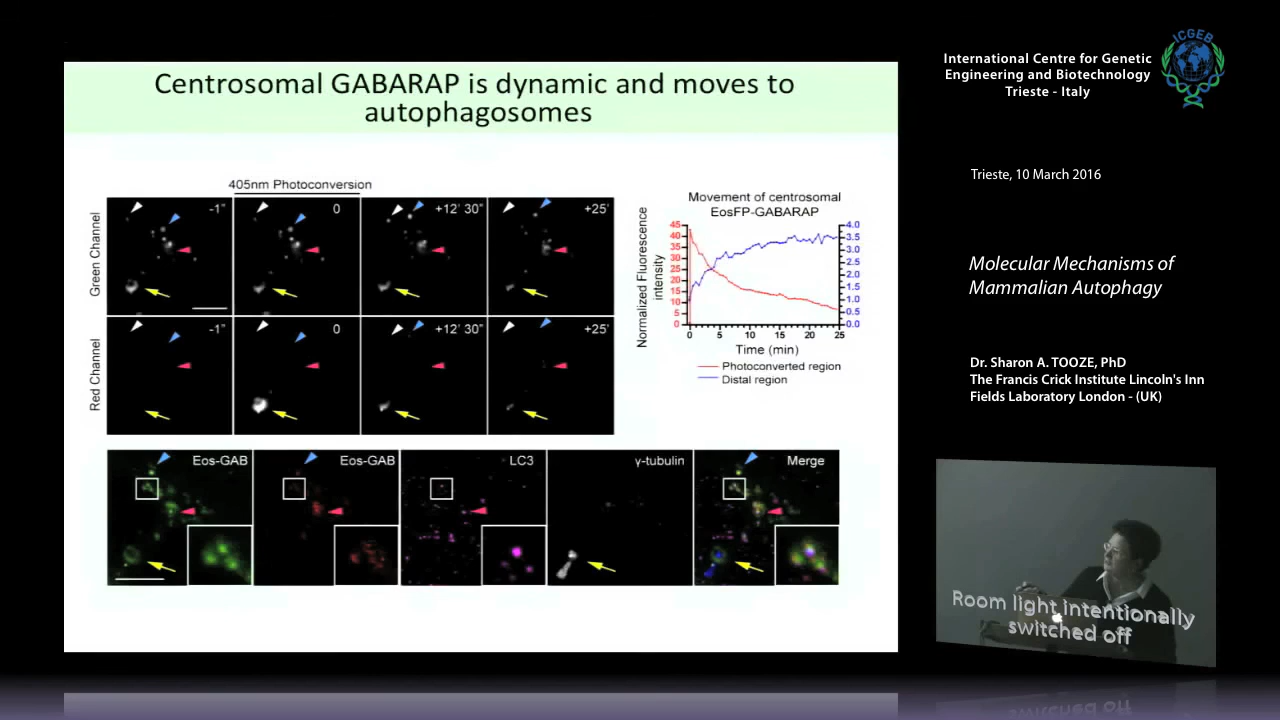 Centrosomal GABARAP is dynamic and moves to
autophagosomes
405nm Photoconversion
Green Channel
-1"
0
+12' 30"
+25'
Red Channel
-1"
0
+12' 30"
+25'
Movement of centrosomal
EosFP-GABARAP
Normalized Fluorescence
intensity
45
40
35
30
25
20
15
10
5
0
4.0
3.5
3.0
2.5
2.0
1.5
1.0
0.5
0.0
0 5 10 15 20 25
Time (min)
Photoconverted region
Distal region
Eos-GAB
Eos-GAB
LC3
γ-tubulin
Merge
International Centre for Genetic
Engineering and Biotechnology
Trieste - Italy
ICGEB
Trieste, 10 March 2016
Molecular Mechanisms of
Mammalian Autophagy
Dr. Sharon A. TOOZE, PhD
The Francis Crick Institute Lincoln's Inn
Fields Laboratory London - (UK)
Room light intentionally
switched off